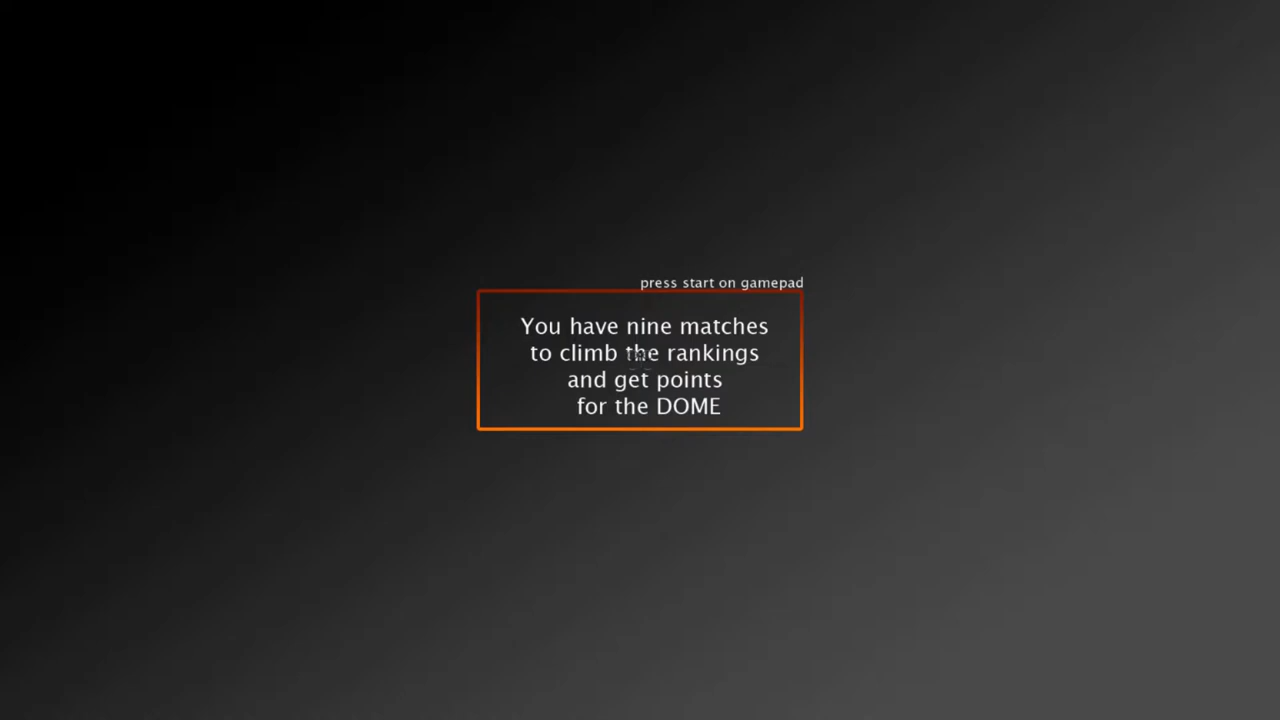 press start on gamepad
You have nine matches
to climb the rankings
and get points
for the DOME